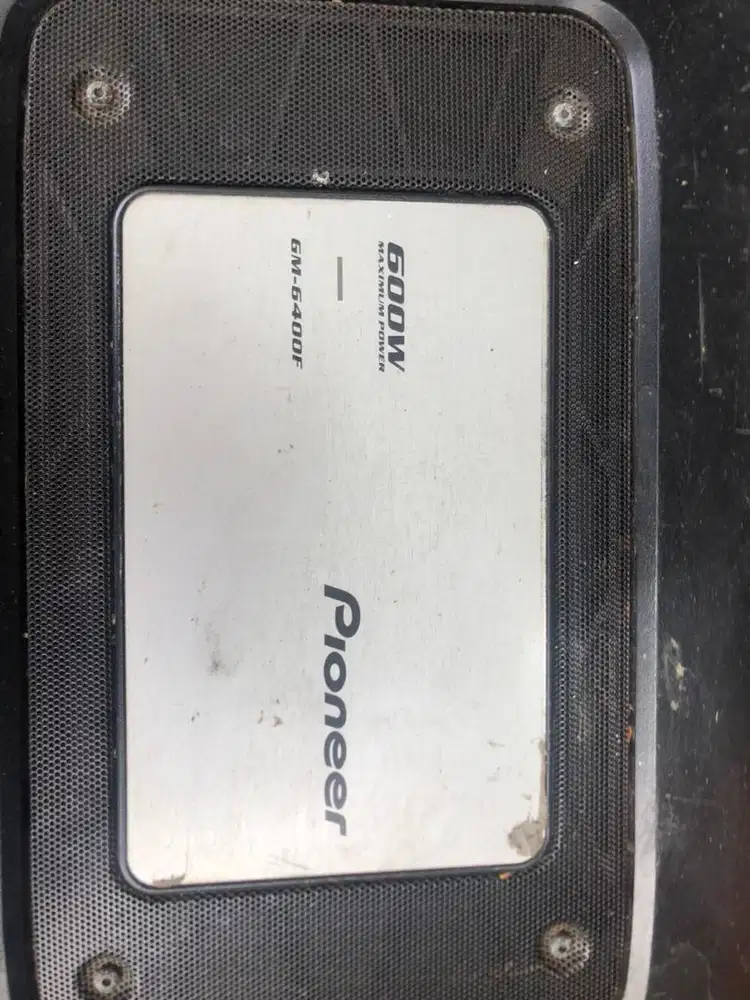 600W
MAXIMUM POWER
GM-6400F
Pioneer